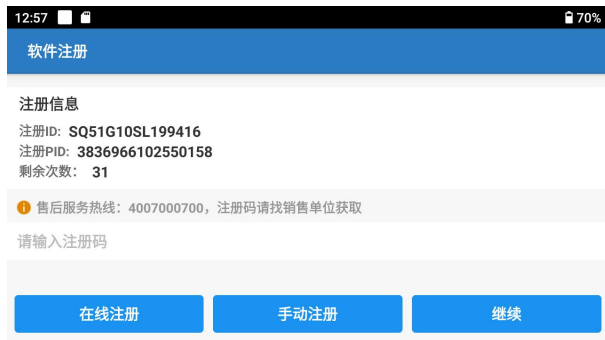 12:57
70%
软件注册
注册信息
注册ID: SQ51G10SL199416
注册PID: 3836966102550158
剩余次数： 31
售后服务热线：4007000700，注册码请找销售单位获取
请输入注册码
在线注册
手动注册
继续